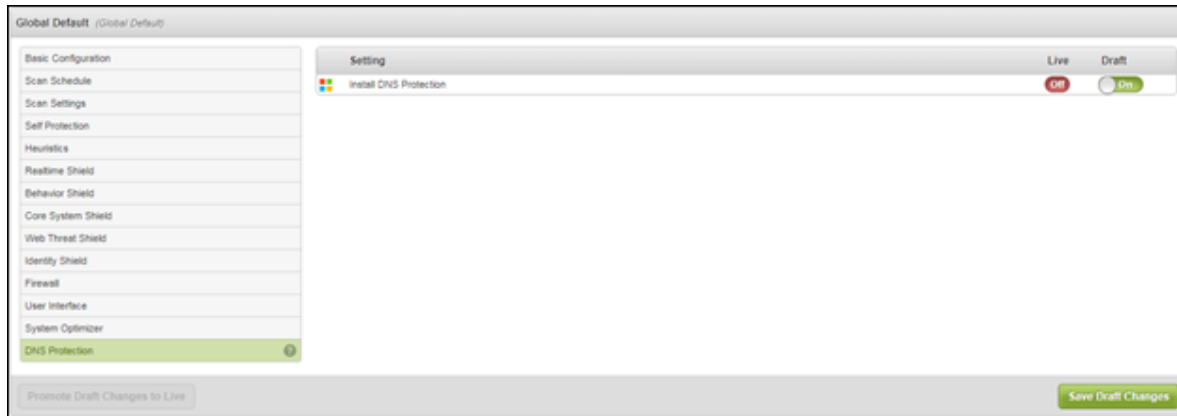 Global Default (Global Default)
Basic Configuration
Scan Schedule
Scan Settings
Self Protection
Heuristics
Realtime Shield
Behavior Shield
Core System Shield
Web Threat Shield
Identity Shield
Firewall
User Interface
System Optimizer
DNS Protection ?
Setting Live Draft
Install DNS Protection Off On
Promote Draft Changes to Live
Save Draft Changes